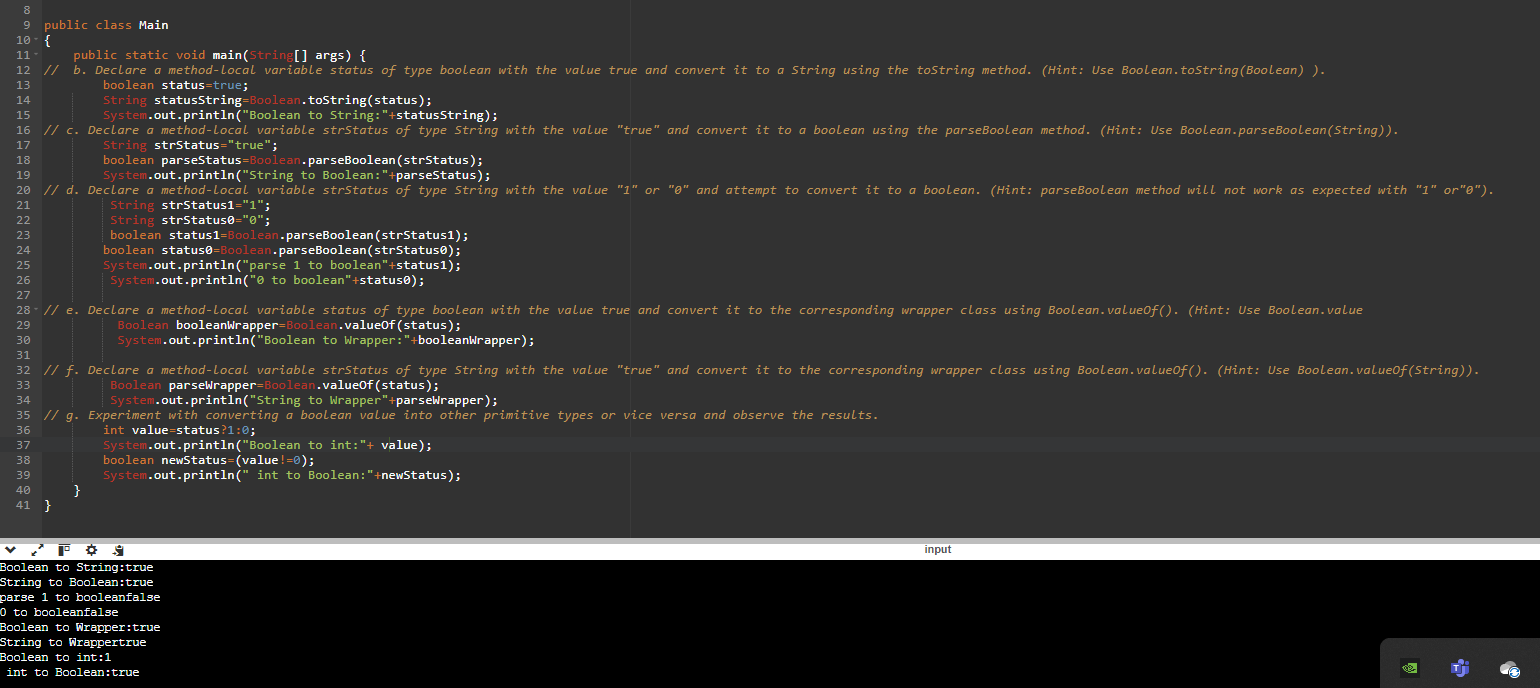 8
9 public class Main
10 {
11 public static void main(String[] args) {
12 // b. Declare a method-local variable status of type boolean with the value true and convert it to a String using the toString method. (Hint: Use Boolean.toString(Boolean) ).
13 boolean status=true;
14 String statusString=Boolean.toString(status);
15 System.out.println("Boolean to String:"+statusString);
16 // c. Declare a method-local variable strStatus of type String with the value "true" and convert it to a boolean using the parseBoolean method. (Hint: Use Boolean.parseBoolean(String)).
17 String strStatus="true";
18 boolean parseStatus=Boolean.parseBoolean(strStatus);
19 System.out.println("String to Boolean:"+parseStatus);
20 // d. Declare a method-local variable strStatus of type String with the value "1" or "0" and attempt to convert it to a boolean. (Hint: parseBoolean method will not work as expected with "1" or"0").
21 String strStatus1="1";
22 String strStatus0="0";
23 boolean status1=Boolean.parseBoolean(strStatus1);
24 boolean status0=Boolean.parseBoolean(strStatus0);
25 System.out.println("parse 1 to boolean"+status1);
26 System.out.println("0 to boolean"+status0);
27
28 // e. Declare a method-local variable status of type boolean with the value true and convert it to the corresponding wrapper class using Boolean.valueOf(). (Hint: Use Boolean.value
29 Boolean booleanWrapper=Boolean.valueOf(status);
30 System.out.println("Boolean to Wrapper:"+booleanWrapper);
31
32 // f. Declare a method-local variable strStatus of type String with the value "true" and convert it to the corresponding wrapper class using Boolean.valueOf(). (Hint: Use Boolean.valueOf(String)).
33 Boolean parseWrapper=Boolean.valueOf(status);
34 System.out.println("String to Wrapper"+parseWrapper);
35 // g. Experiment with converting a boolean value into other primitive types or vice versa and observe the results.
36 int value=status?1:0;
37 System.out.println("Boolean to int:"+ value);
38 boolean newStatus=(value!=0);
39 System.out.println(" int to Boolean:"+newStatus);
40 }
41 }
input
Boolean to String:true
String to Boolean:true
parse 1 to booleanfalse
0 to booleanfalse
Boolean to Wrapper:true
String to Wrappertrue
Boolean to int:1
int to Boolean:true